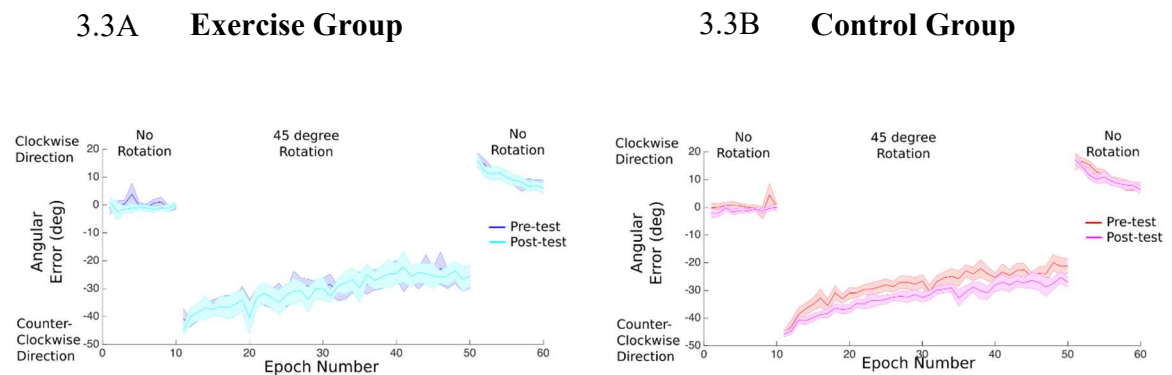 3.3A Exercise Group
Clockwise
Direction
No
Rotation
45 degree
Rotation
No
Rotation
20
10
0
-10
-20
-30
-40
-50
Angular
Error (deg)
Counter-
Clockwise
Direction
Pre-test
Post-test
0 10 20 30 40 50 60
Epoch Number
3.3B Control Group
Clockwise
Direction
No
Rotation
45 degree
Rotation
No
Rotation
20
10
0
-10
-20
-30
-40
-50
Angular
Error (deg)
Counter-
Clockwise
Direction
Pre-test
Post-test
0 10 20 30 40 50 60
Epoch Number